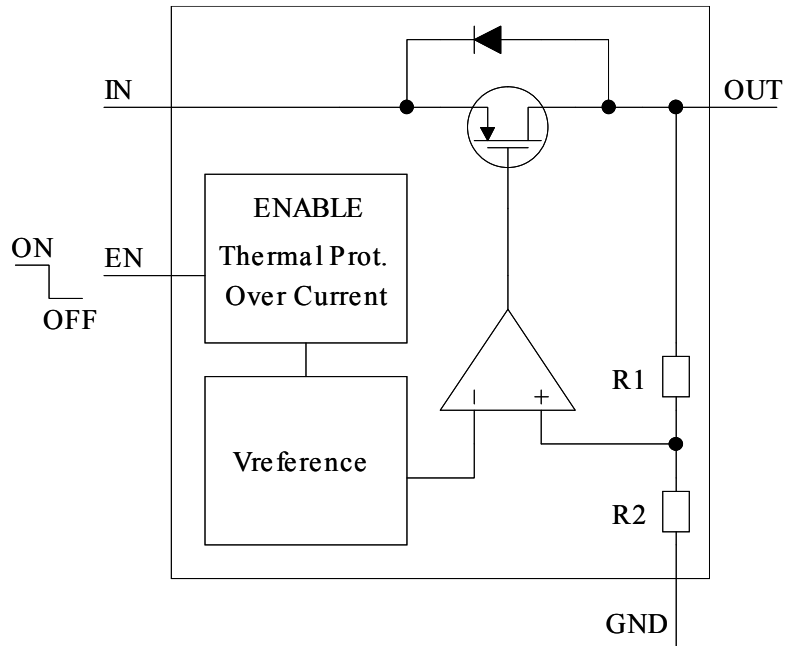 IN
OUT
ENABLE
Thermal Prot.
Over Current
ON
OFF
EN
R1
- +
Vreference
R2
GND